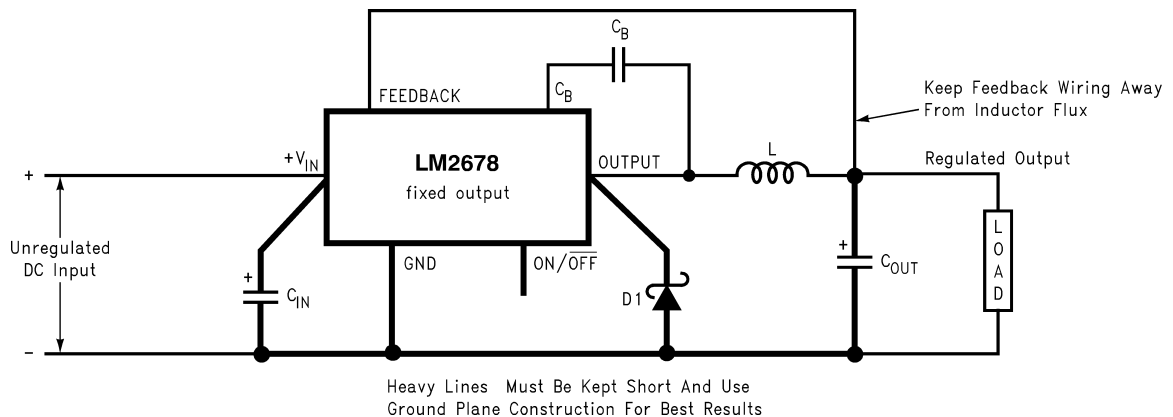 C_B
FEEDBACK
C_B
Keep Feedback Wiring Away
From Inductor Flux
+V_IN
LM2678
fixed output
OUTPUT
L
Regulated Output
+
Unregulated
DC Input
−
+
C_IN
GND
ON/O̅F̅F̅
D1
+
C_OUT
LOAD
Heavy Lines Must Be Kept Short And Use
Ground Plane Construction For Best Results